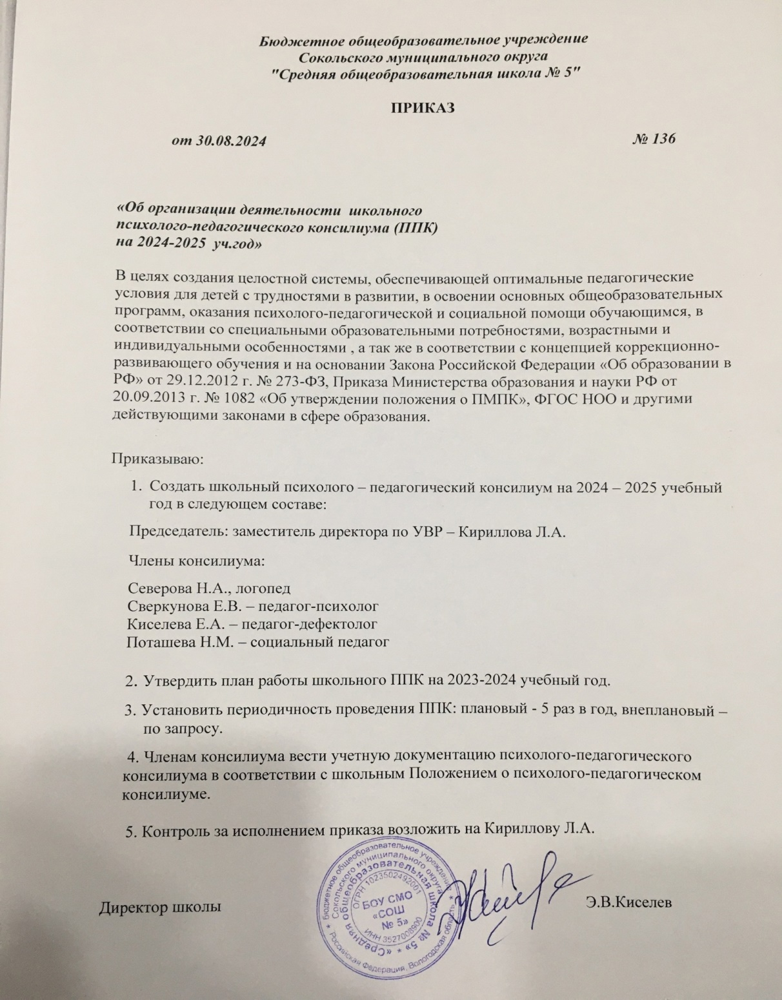 Бюджетное общеобразовательное учреждение
Сокольского муниципального округа
"Средняя общеобразовательная школа № 5"
ПРИКАЗ
от 30.08.2024 № 136
«Об организации деятельности школьного
психолого-педагогического консилиума (ППК)
на 2024-2025 уч.год»
В целях создания целостной системы, обеспечивающей оптимальные педагогические
условия для детей с трудностями в развитии, в освоении основных общеобразовательных
программ, оказания психолого-педагогической и социальной помощи обучающимся, в
соответствии со специальными образовательными потребностями, возрастными и
индивидуальными особенностями , а так же в соответствии с концепцией коррекционно-
развивающего обучения и на основании Закона Российской Федерации «Об образовании в
РФ» от 29.12.2012 г. № 273-ФЗ, Приказа Министерства образования и науки РФ от
20.09.2013 г. № 1082 «Об утверждении положения о ПМПК», ФГОС НОО и другими
действующими законами в сфере образования.
Приказываю:
1. Создать школьный психолого – педагогический консилиум на 2024 – 2025 учебный
год в следующем составе:
Председатель: заместитель директора по УВР – Кириллова Л.А.
Члены консилиума:
Северова Н.А., логопед
Сверкунова Е.В. – педагог-психолог
Киселева Е.А. – педагог-дефектолог
Поташева Н.М. – социальный педагог
2. Утвердить план работы школьного ППК на 2023-2024 учебный год.
3. Установить периодичность проведения ППК: плановый - 5 раз в год, внеплановый –
по запросу.
4. Членам консилиума вести учетную документацию психолого-педагогического
консилиума в соответствии с школьным Положением о психолого-педагогическом
консилиуме.
5. Контроль за исполнением приказа возложить на Кириллову Л.А.
Директор школы Э.В.Киселев
* Бюджетное общеобразовательное учреждение *
Российская Федерация, Вологодская область
Сокольского муниципального округа
«Средняя общеобразовательная школа № 5» *
ОГРН 1023502492001
БОУ СМО
«СОШ
№ 5»
ИНН 3527008900